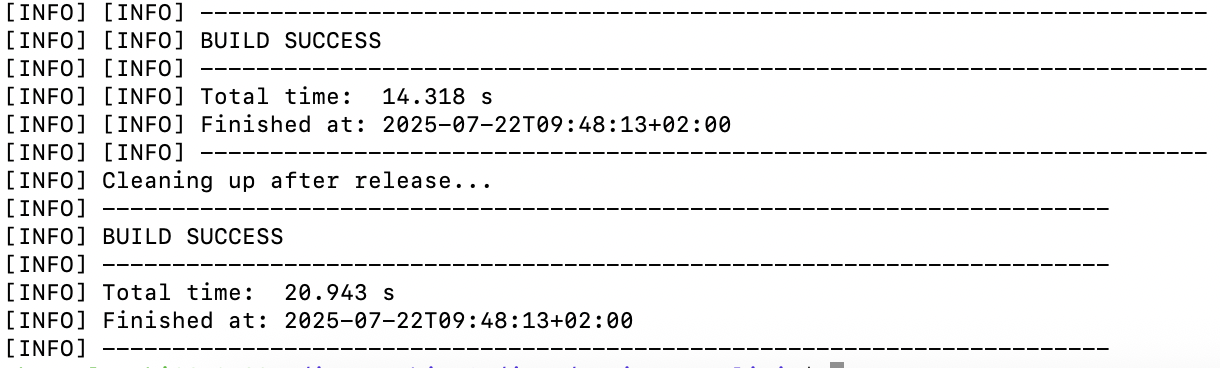 [INFO] [INFO] ------------------------------------------------------------------------
[INFO] [INFO] BUILD SUCCESS
[INFO] [INFO] ------------------------------------------------------------------------
[INFO] [INFO] Total time:  14.318 s
[INFO] [INFO] Finished at: 2025-07-22T09:48:13+02:00
[INFO] [INFO] ------------------------------------------------------------------------
[INFO] Cleaning up after release...
[INFO] ------------------------------------------------------------------------
[INFO] BUILD SUCCESS
[INFO] ------------------------------------------------------------------------
[INFO] Total time:  20.943 s
[INFO] Finished at: 2025-07-22T09:48:13+02:00
[INFO] ------------------------------------------------------------------------